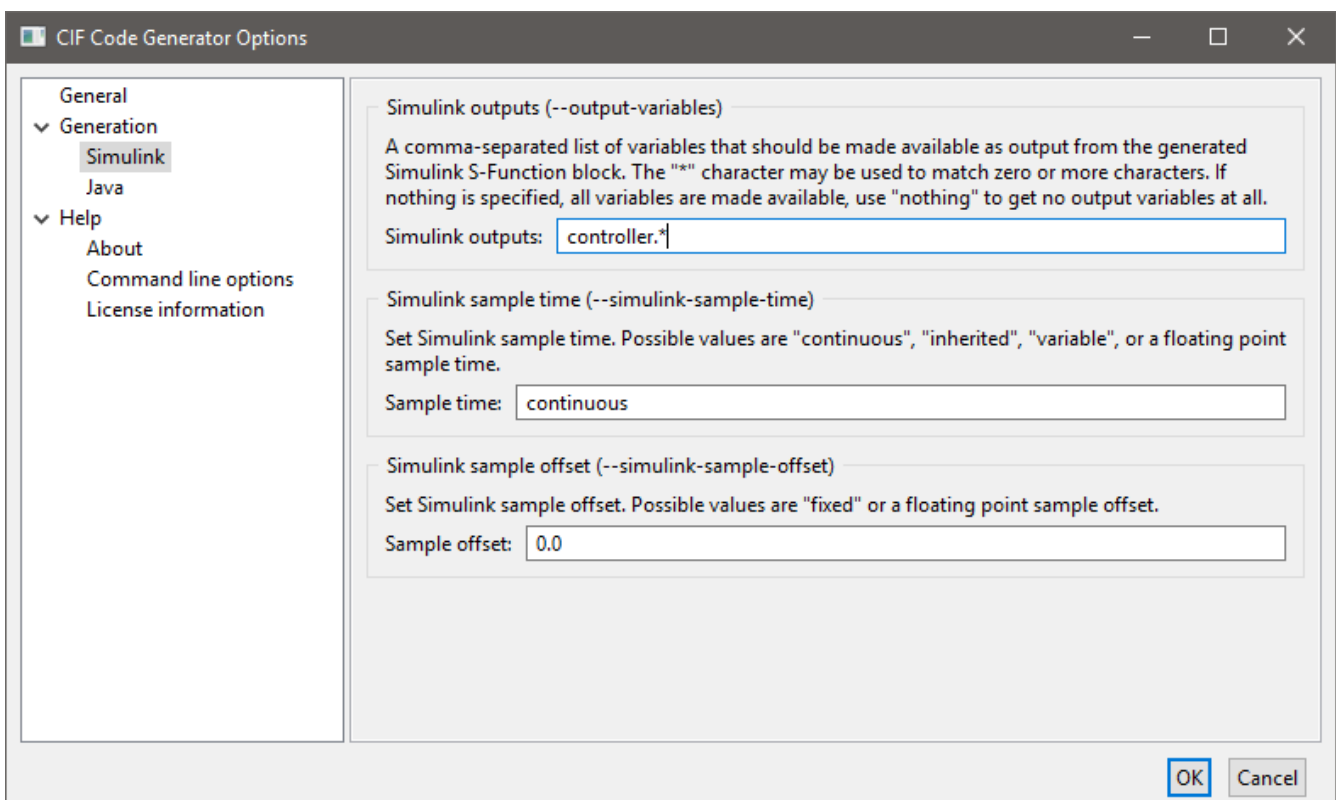 CIF Code Generator Options
General
Generation
Simulink
Java
Help
About
Command line options
License information
Simulink outputs (--output-variables)
A comma-separated list of variables that should be made available as output from the generated
Simulink S-Function block. The "*" character may be used to match zero or more characters. If
nothing is specified, all variables are made available, use "nothing" to get no output variables at all.
Simulink outputs: controller.*
Simulink sample time (--simulink-sample-time)
Set Simulink sample time. Possible values are "continuous", "inherited", "variable", or a floating point
sample time.
Sample time: continuous
Simulink sample offset (--simulink-sample-offset)
Set Simulink sample offset. Possible values are "fixed" or a floating point sample offset.
Sample offset: 0.0
OK Cancel